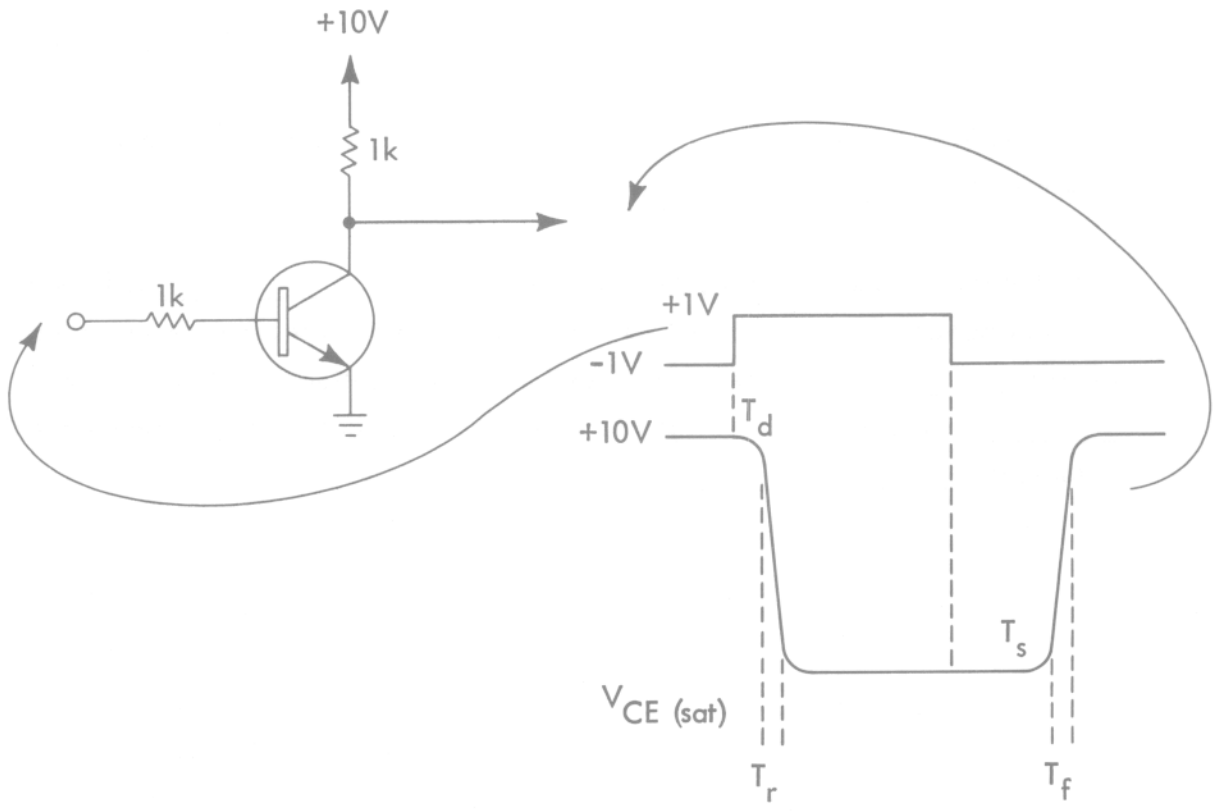 +10V
1k
1k
+1V
-1V
T_d
+10V
T_s
V_CE (sat)
T_r
T_f